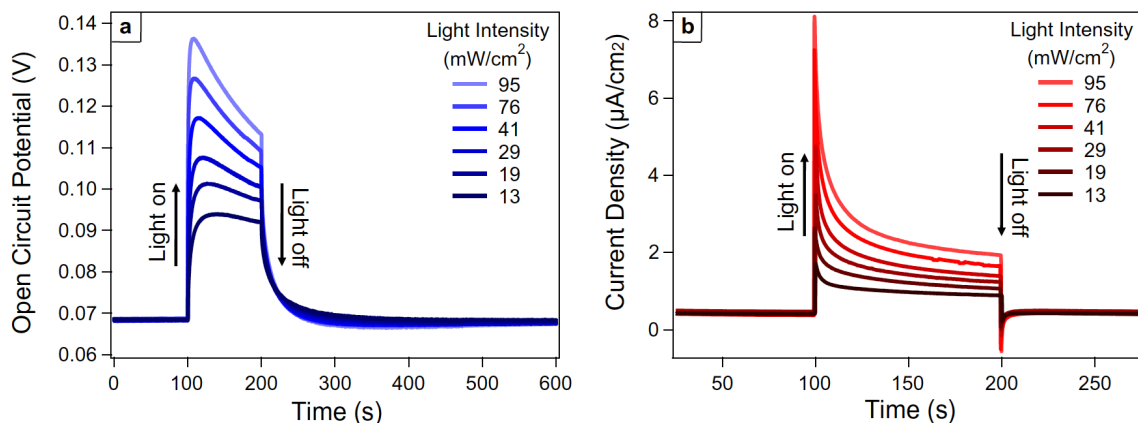 a
Open Circuit Potential (V)
0.14
0.13
0.12
0.11
0.10
0.09
0.08
0.07
0.06
Light Intensity
(mW/cm²)
95
76
41
29
19
13
Light on
Light off
0
100
200
300
400
500
600
Time (s)
b
Current Density (µA/cm2)
8
6
4
2
0
Light Intensity
(mW/cm²)
95
76
41
29
19
13
Light on
Light off
50
100
150
200
250
Time (s)